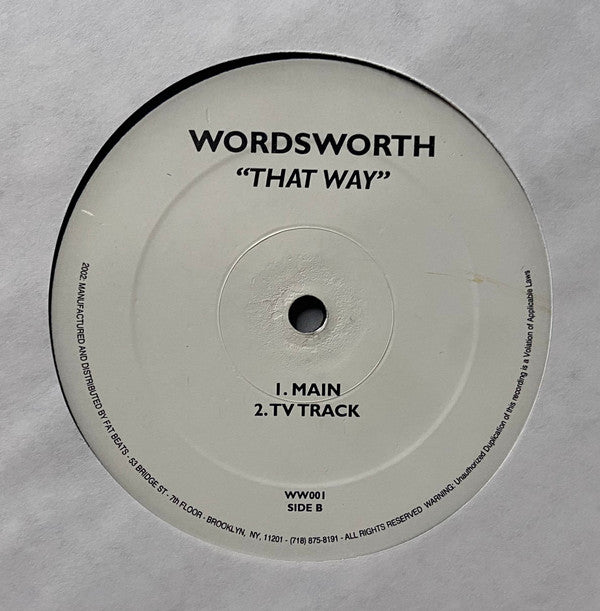 WORDSWORTH
“THAT WAY”
1. MAIN
2. TV TRACK
WW001
SIDE B
2002: MANUFACTURED AND DISTRIBUTED BY FAT BEATS - 53 BRIDGE ST - 7th FLOOR - BROOKLYN, NY, 11201 - (718) 875-8191 - ALL RIGHTS RESERVED WARNING: Unauthorized Duplication of this recording is a Violation of Applicable Laws